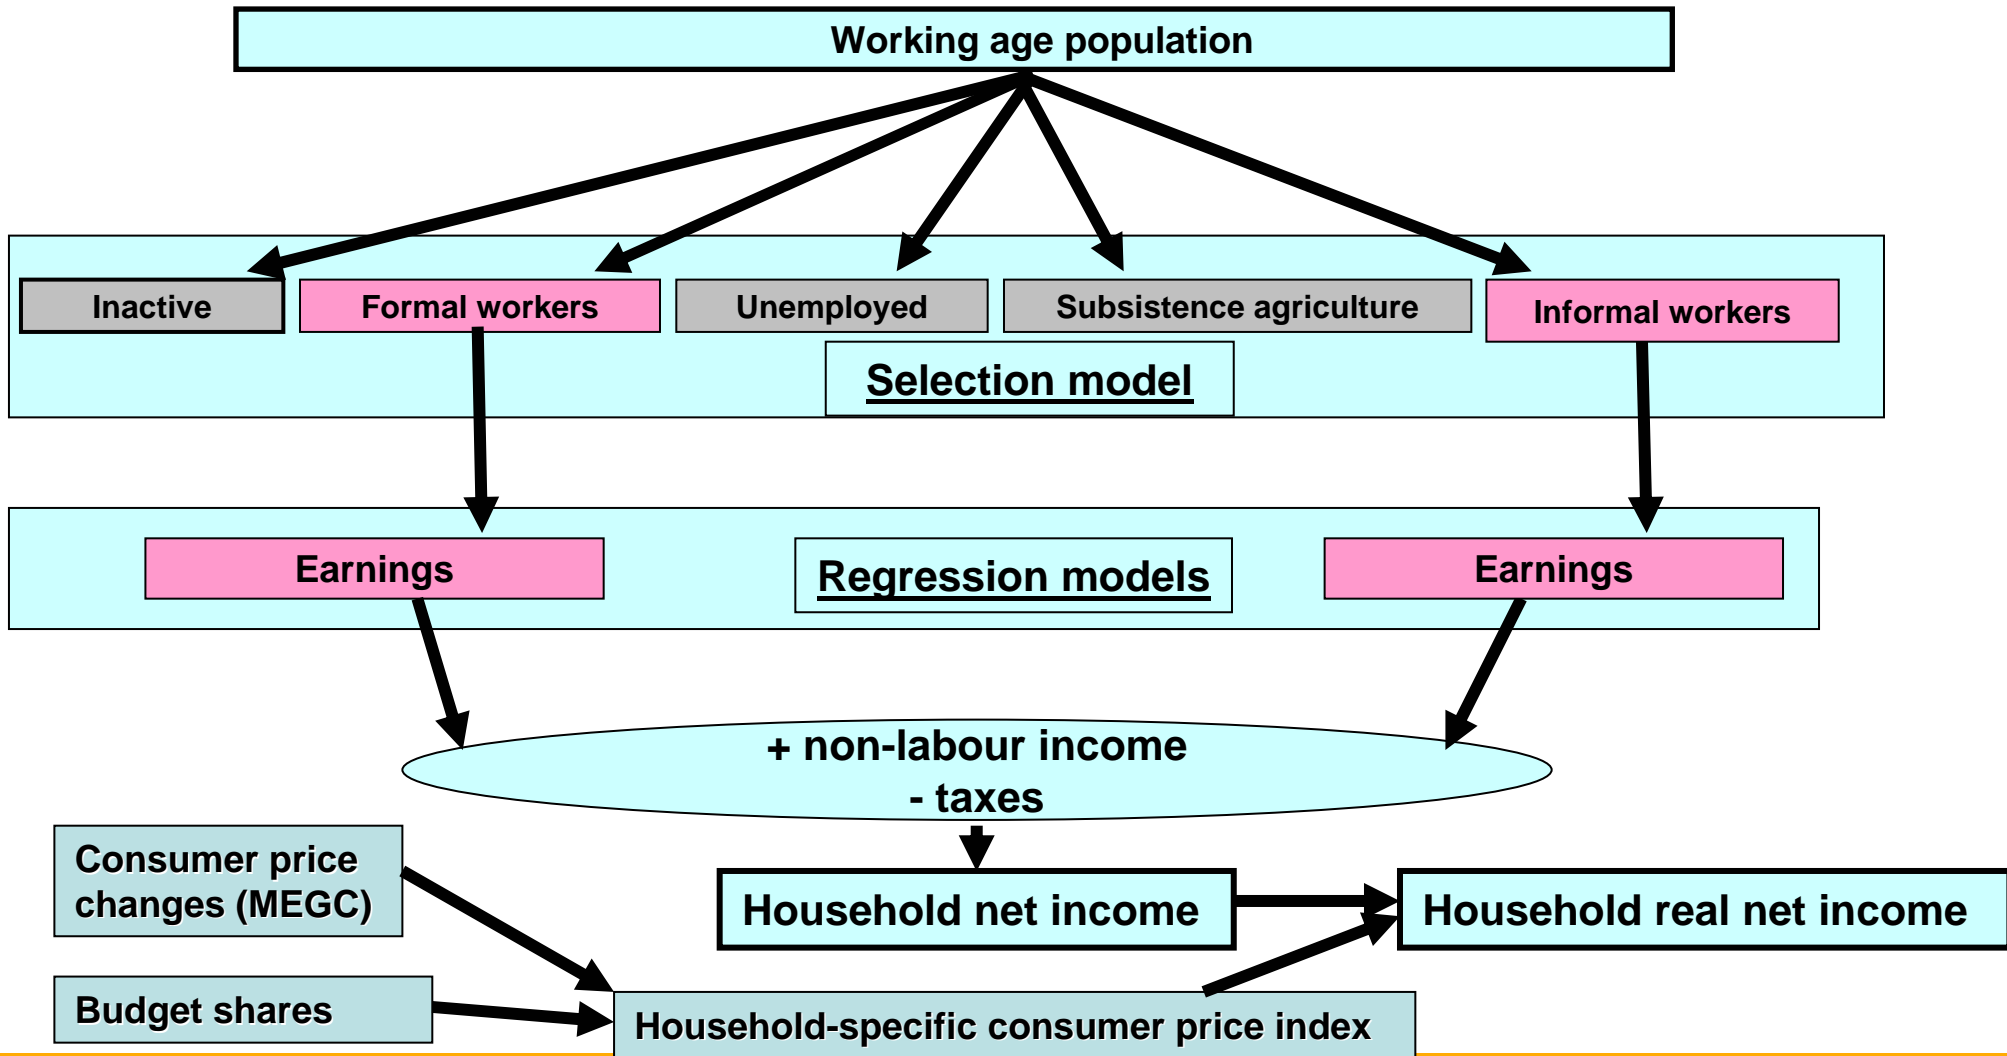 Working age population
Inactive
Formal workers
Unemployed
Subsistence agriculture
Informal workers
Selection model
Earnings
Regression models
Earnings
+ non-labour income
- taxes
Consumer price
changes (MEGC)
Household net income
Household real net income
Budget shares
Household-specific consumer price index